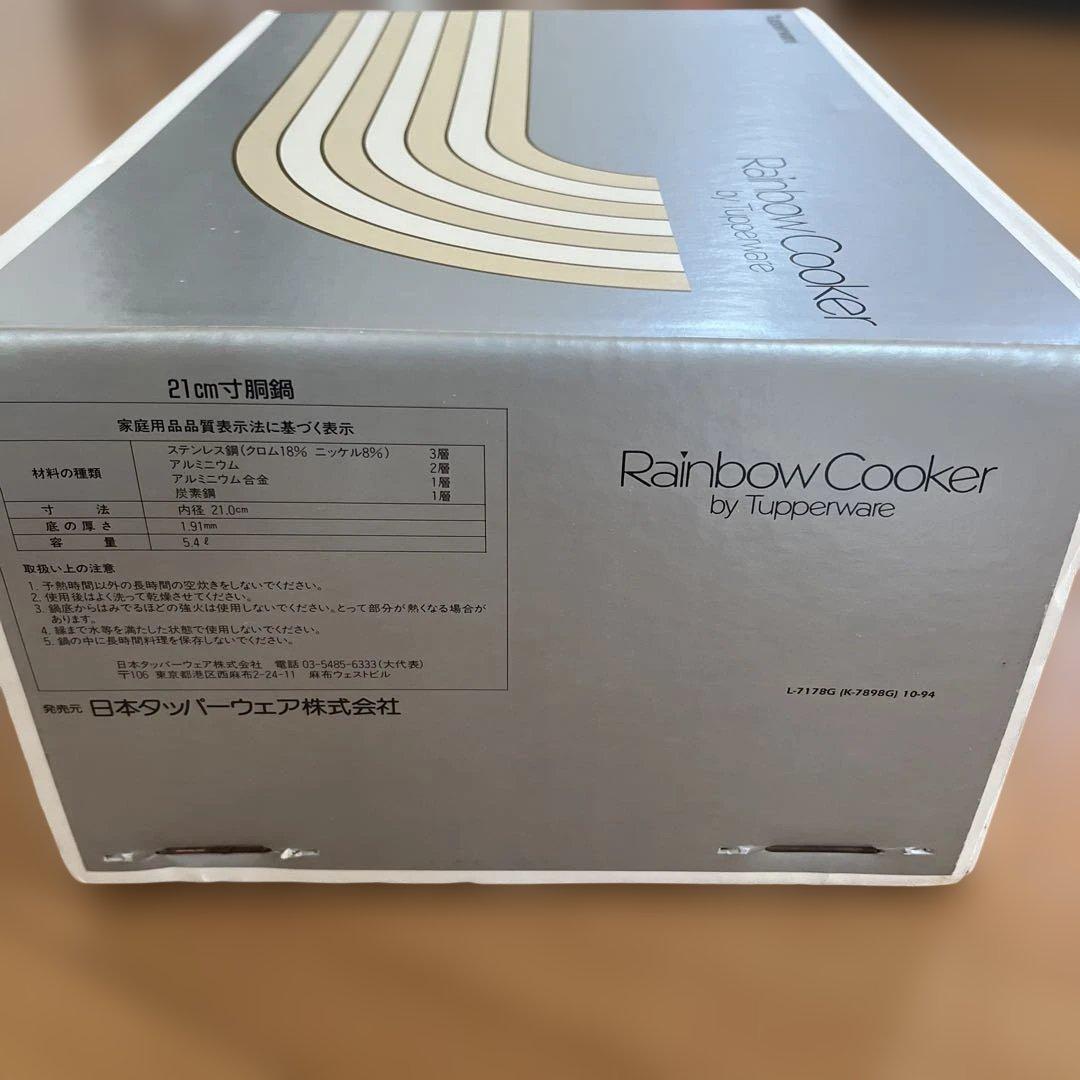 Tupperware
Rainbow Cooker
by Tupperware
21cm寸胴鍋
家庭用品品質表示法に基づく表示
材料の種類 ステンレス鋼(クロム18% ニッケル8%) 3層
アルミニウム 2層
アルミニウム合金 1層
炭素鋼 1層
寸法 内径 21.0cm
底の厚さ 1.91mm
容量 5.4ℓ
取扱い上の注意
1. 予熱時間以外の長時間の空炊きをしないでください。
2. 使用後はよく洗って乾燥させてください。
3. 鍋底からはみでるほどの強火は使用しないでください。とって部分が熱くなる場合が
あります。
4. 縁まで水等を満たした状態で使用しないでください。
5. 鍋の中に長時間料理を保存しないでください。
日本タッパーウェア株式会社 電話 03-5485-6333(大代表)
〒106 東京都港区西麻布2-24-11 麻布ウェストビル
発売元 日本タッパーウェア株式会社
Rainbow Cooker
by Tupperware
L-7178G (K-7898G) 10-94